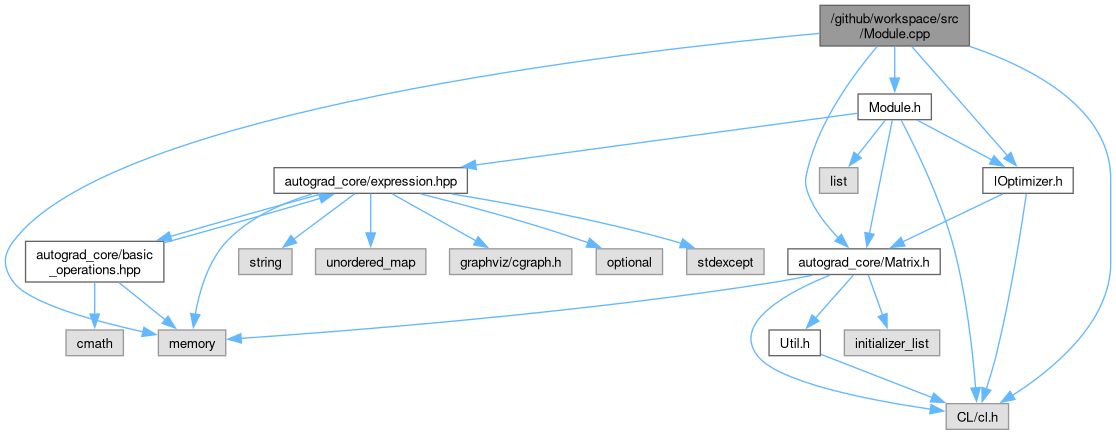 /github/workspace/src
/Module.cpp
Module.h
autograd_core/expression.hpp
list
IOptimizer.h
autograd_core/basic
_operations.hpp
string
unordered_map
graphviz/cgraph.h
optional
stdexcept
autograd_core/Matrix.h
cmath
memory
Util.h
initializer_list
CL/cl.h